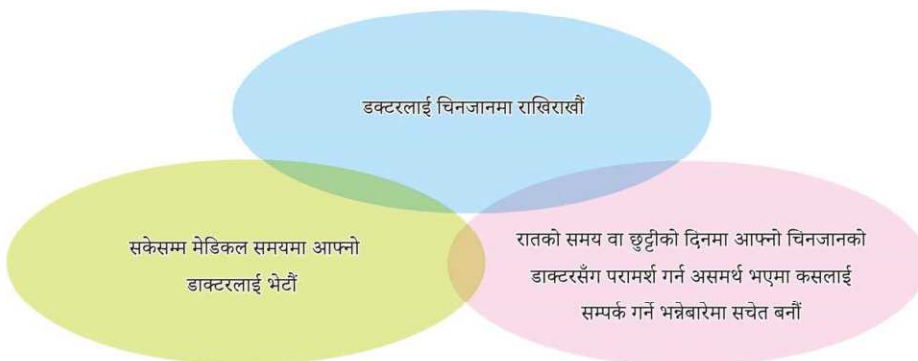 डक्टरलाई चिनजानमा राखिराखौं
सकेसम्म मेडिकल समयमा आफ्नो
डाक्टरलाई भेटौं
रातको समय वा छुट्टीको दिनमा आफ्नो चिनजानको
डाक्टरसँग परामर्श गर्न असमर्थ भएमा कसलाई
सम्पर्क गर्ने भन्नेबारेमा सचेत बनौं